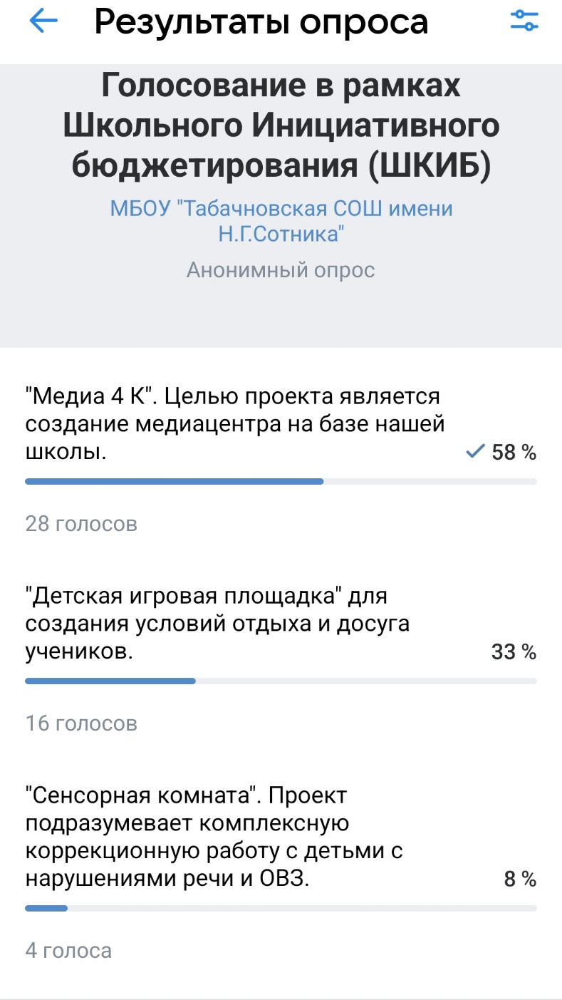 Результаты опроса
Голосование в рамках
Школьного Инициативного
бюджетирования (ШКИБ)
МБОУ "Табачновская СОШ имени
Н.Г.Сотника"
Анонимный опрос
"Медиа 4 К". Целью проекта является
создание медиацентра на базе нашей
школы.
58 %
28 голосов
"Детская игровая площадка" для
создания условий отдыха и досуга
учеников.
33 %
16 голосов
"Сенсорная комната". Проект
подразумевает комплексную
коррекционную работу с детьми с
нарушениями речи и ОВЗ.
8 %
4 голоса